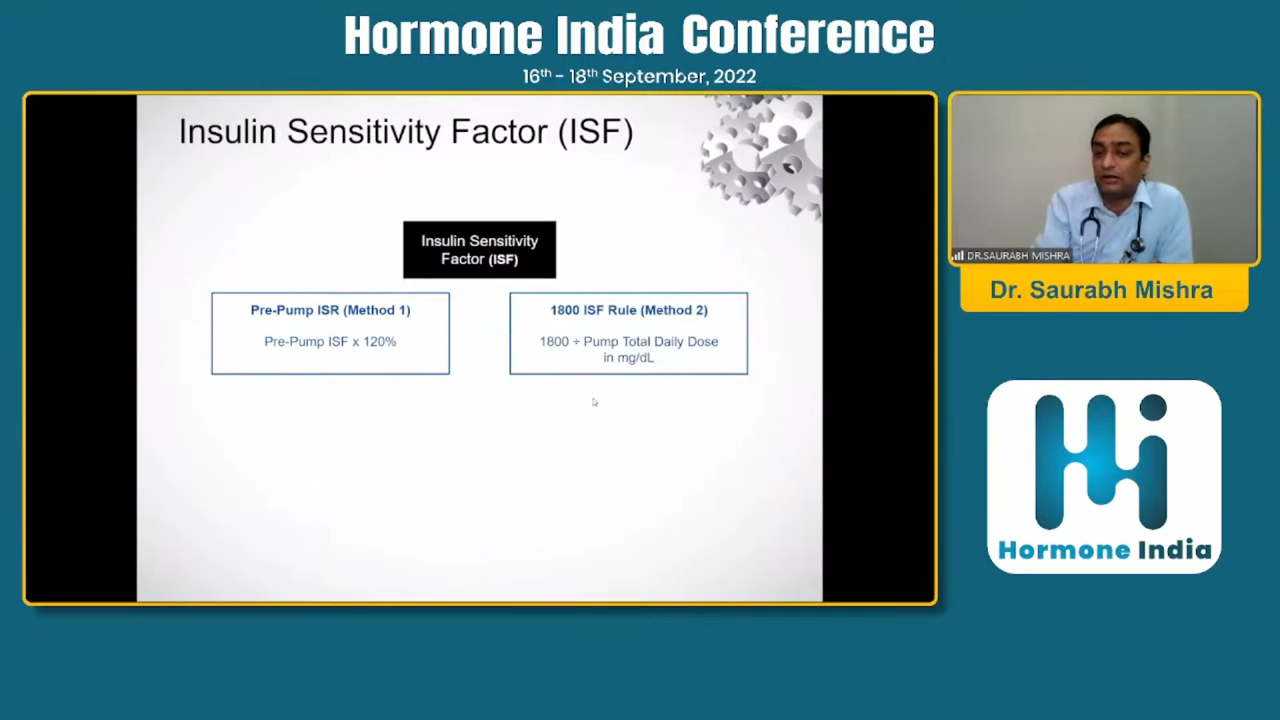 Hormone India Conference
16th - 18th September, 2022
Insulin Sensitivity Factor (ISF)
Insulin Sensitivity
Factor (ISF)
Pre-Pump ISR (Method 1)
Pre-Pump ISF x 120%
1800 ISF Rule (Method 2)
1800 ÷ Pump Total Daily Dose
in mg/dL
DR.SAURABH MISHRA
Dr. Saurabh Mishra
Hi
Hormone India